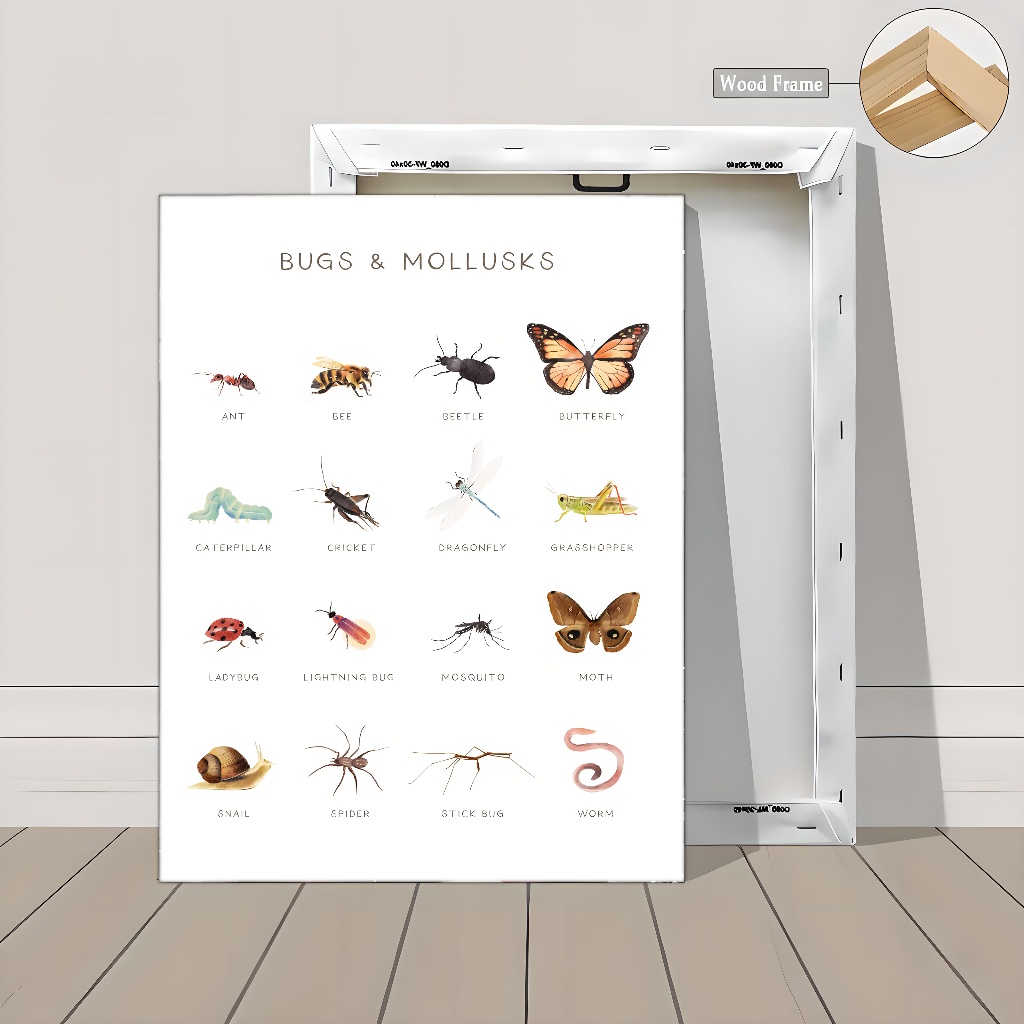 Wood Frame
BUGS & MOLLUSKS
ANT
BEE
BEETLE
BUTTERFLY
CATERPILLAR
CRICKET
DRAGONFLY
GRASSHOPPER
LADYBUG
LIGHTNING BUG
MOSQUITO
MOTH
SNAIL
SPIDER
STICK BUG
WORM